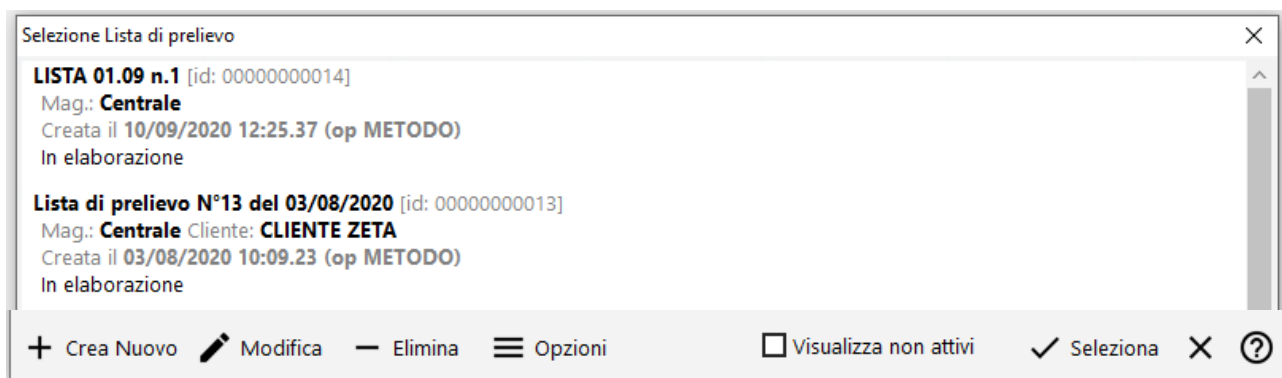 Selezione Lista di prelievo
LISTA 01.09 n.1 [id: 00000000014]
Mag.: Centrale
Creata il 10/09/2020 12:25.37 (op METODO)
In elaborazione
Lista di prelievo N°13 del 03/08/2020 [id: 00000000013]
Mag.: Centrale Cliente: CLIENTE ZETA
Creata il 03/08/2020 10:09.23 (op METODO)
In elaborazione
Crea Nuovo Modifica Elimina Opzioni Visualizza non attivi Seleziona